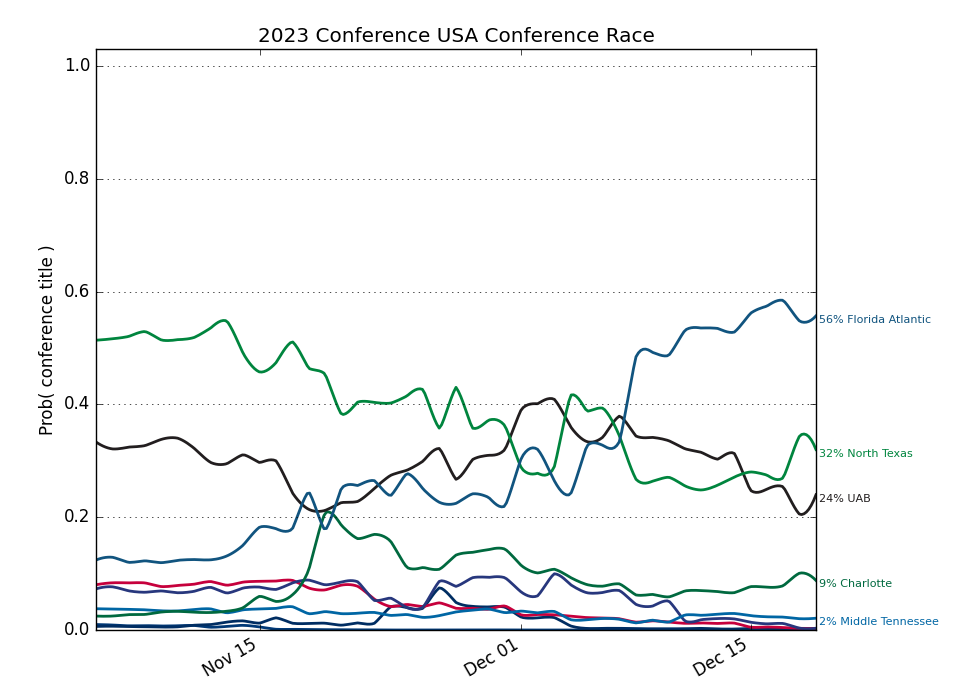 2023 Conference USA Conference Race
Prob( conference title )
1.0
0.8
0.6
0.4
0.2
0.0
56% Florida Atlantic
32% North Texas
24% UAB
9% Charlotte
2% Middle Tennessee
Nov 15
Dec 01
Dec 15